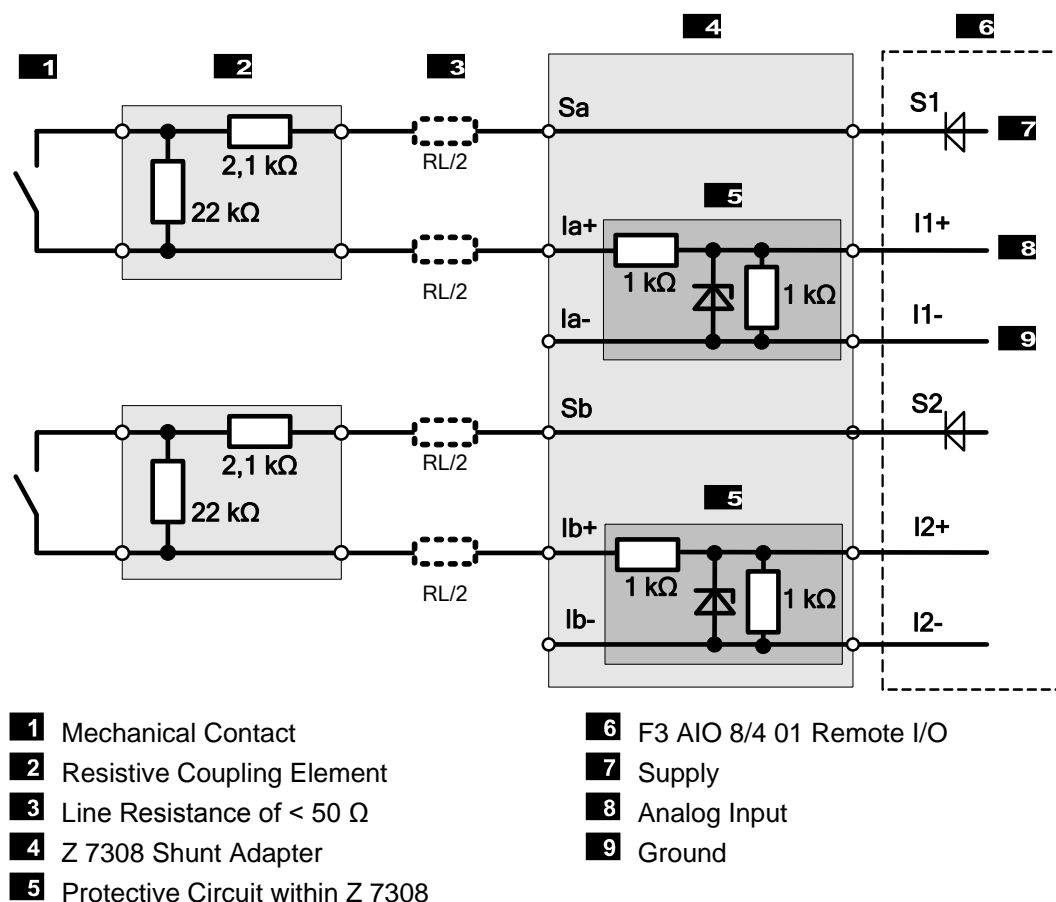 4 6
1 2 3
Sa S1 7
2,1 kΩ RL/2
22 kΩ 5
Ia+ I1+ 8
1 kΩ 1 kΩ
RL/2
Ia- I1- 9
Sb S2
2,1 kΩ RL/2
22 kΩ 5
Ib+ I2+
1 kΩ 1 kΩ
RL/2
Ib- I2-
1 Mechanical Contact
2 Resistive Coupling Element
3 Line Resistance of < 50 Ω
4 Z 7308 Shunt Adapter
5 Protective Circuit within Z 7308
6 F3 AIO 8/4 01 Remote I/O
7 Supply
8 Analog Input
9 Ground